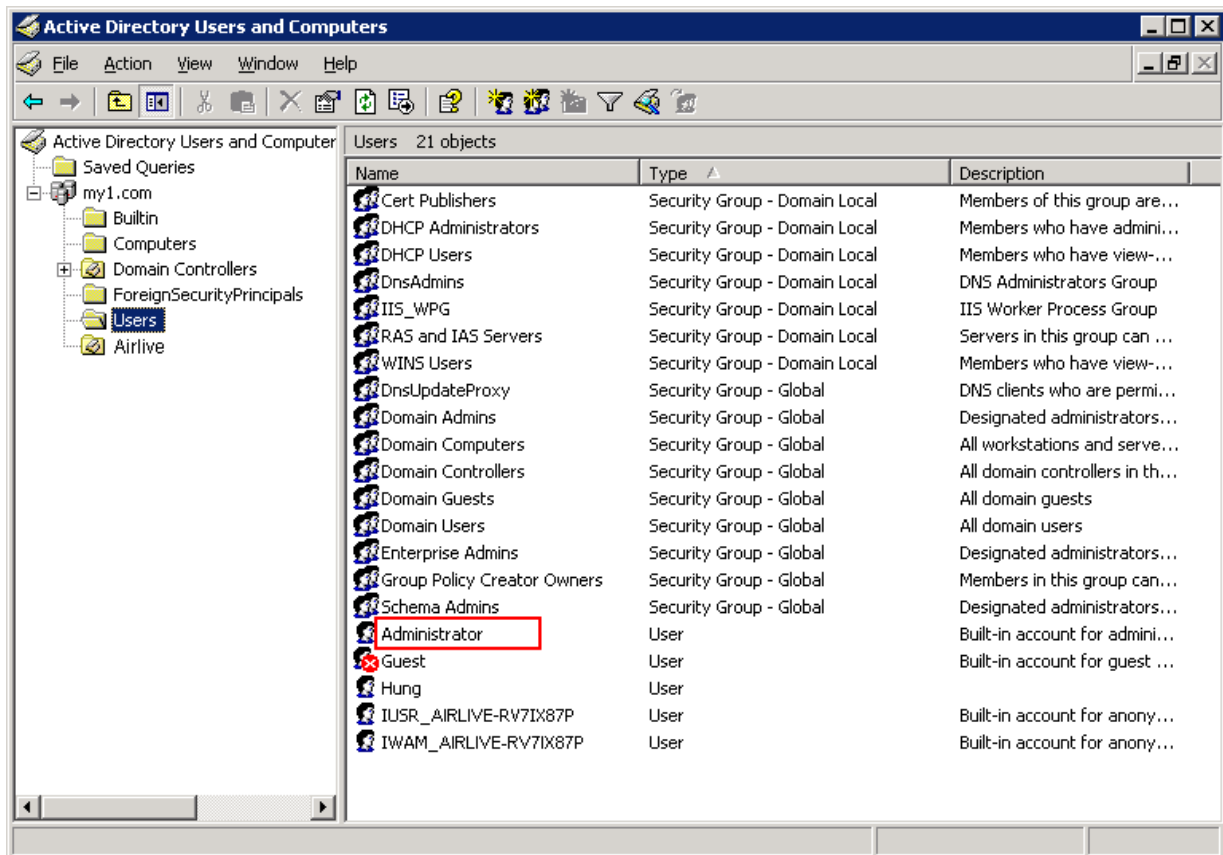 Active Directory Users and Computers
File Action View Window Help
Active Directory Users and Computer
Saved Queries
my1.com
Builtin
Computers
Domain Controllers
ForeignSecurityPrincipals
Users
Airlive
Users 21 objects
Name Type Description
Cert Publishers Security Group - Domain Local Members of this group are...
DHCP Administrators Security Group - Domain Local Members who have admini...
DHCP Users Security Group - Domain Local Members who have view-...
DnsAdmins Security Group - Domain Local DNS Administrators Group
IIS_WPG Security Group - Domain Local IIS Worker Process Group
RAS and IAS Servers Security Group - Domain Local Servers in this group can ...
WINS Users Security Group - Domain Local Members who have view-...
DnsUpdateProxy Security Group - Global DNS clients who are permi...
Domain Admins Security Group - Global Designated administrators...
Domain Computers Security Group - Global All workstations and serve...
Domain Controllers Security Group - Global All domain controllers in th...
Domain Guests Security Group - Global All domain guests
Domain Users Security Group - Global All domain users
Enterprise Admins Security Group - Global Designated administrators...
Group Policy Creator Owners Security Group - Global Members in this group can...
Schema Admins Security Group - Global Designated administrators...
Administrator User Built-in account for admini...
Guest User Built-in account for guest ...
Hung User
IUSR_AIRLIVE-RV7IX87P User Built-in account for anony...
IWAM_AIRLIVE-RV7IX87P User Built-in account for anony...